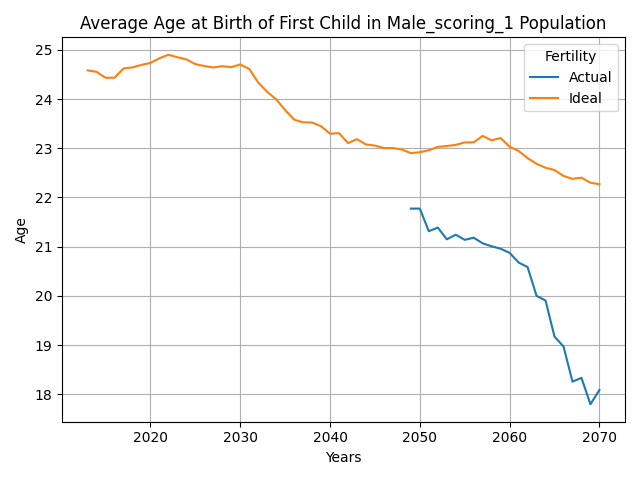 Average Age at Birth of First Child in Male_scoring_1 Population
Fertility
Actual
Ideal
25
24
23
22
21
20
19
18
Age
2020 2030 2040 2050 2060 2070
Years